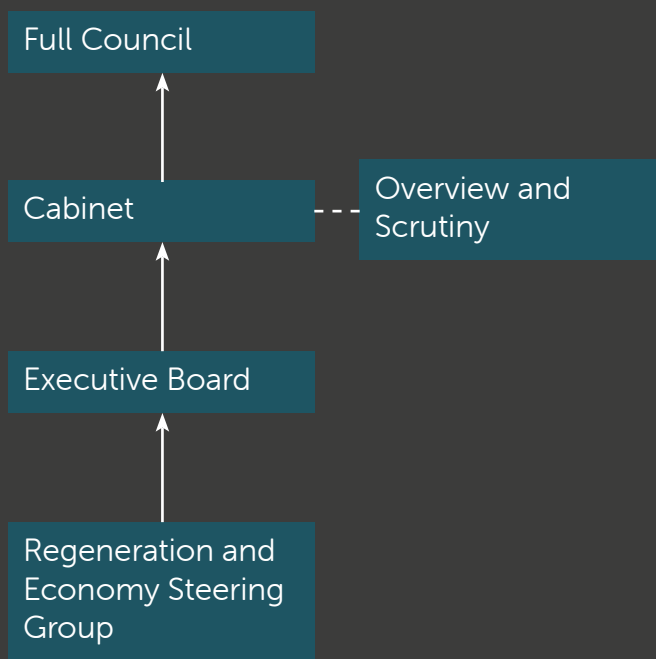 Full Council
Cabinet
Overview and
Scrutiny
Executive Board
Regeneration and
Economy Steering
Group